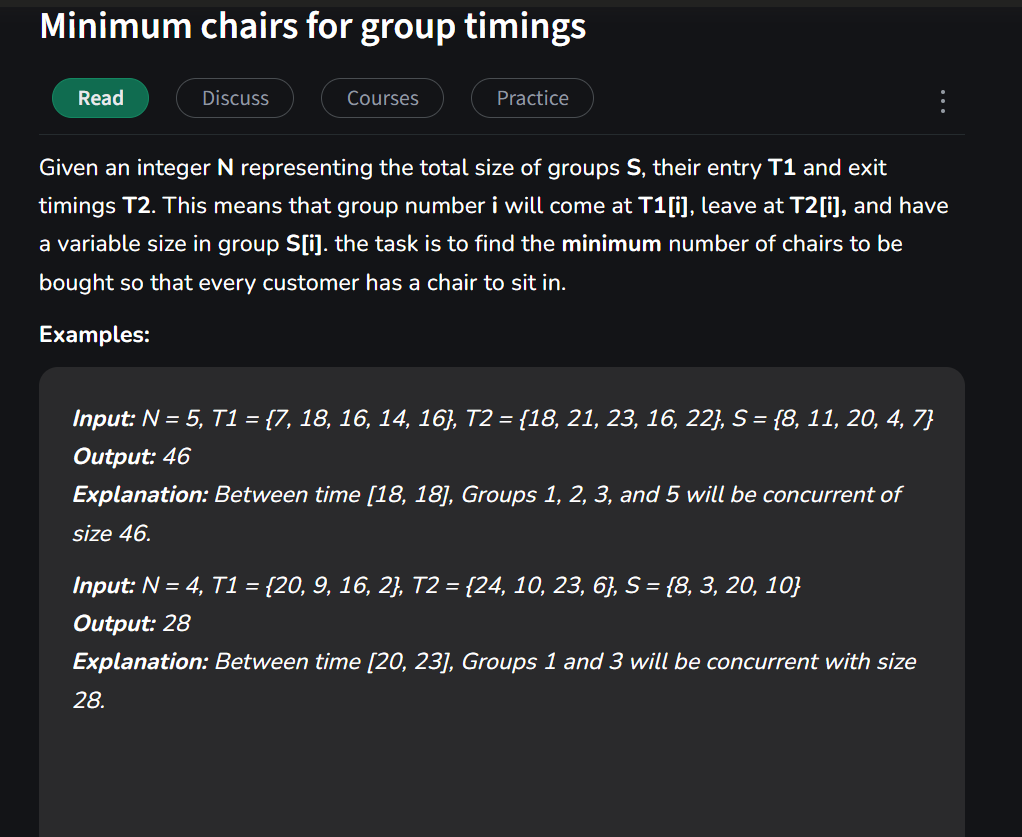 Minimum chairs for group timings
Read
Discuss
Courses
Practice
Given an integer N representing the total size of groups S, their entry T1 and exit
timings T2. This means that group number i will come at T1[i], leave at T2[i], and have
a variable size in group S[i]. the task is to find the minimum number of chairs to be
bought so that every customer has a chair to sit in.
Examples:
Input: N = 5, T1 = {7, 18, 16, 14, 16}, T2 = {18, 21, 23, 16, 22}, S = {8, 11, 20, 4, 7}
Output: 46
Explanation: Between time [18, 18], Groups 1, 2, 3, and 5 will be concurrent of
size 46.
Input: N = 4, T1 = {20, 9, 16, 2}, T2 = {24, 10, 23, 6}, S = {8, 3, 20, 10}
Output: 28
Explanation: Between time [20, 23], Groups 1 and 3 will be concurrent with size
28.